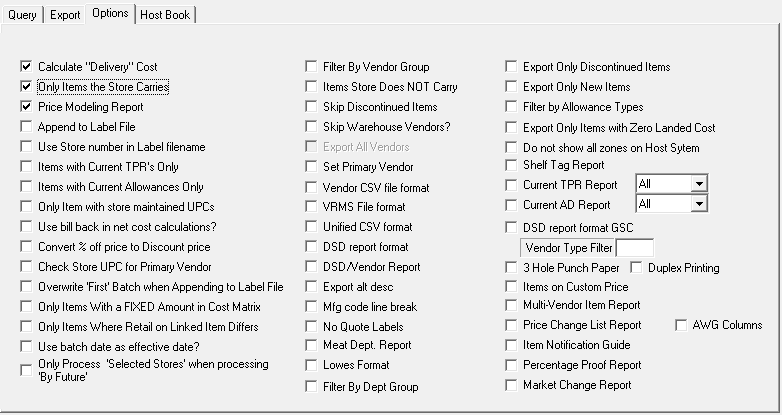 Query
Export
Options
Host Book
Calculate "Delivery" Cost
Only Items the Store Carries
Price Modeling Report
Append to Label File
Use Store number in Label filename
Items with Current TPR's Only
Items with Current Allowances Only
Only Item with store maintained UPCs
Use bill back in net cost calculations?
Convert % off price to Discount price
Check Store UPC for Primary Vendor
Overwrite 'First' Batch when Appending to Label File
Only Items With a FIXED Amount in Cost Matrix
Only Items Where Retail on Linked Item Differs
Use batch date as effective date?
Only Process 'Selected Stores' when processing
'By Future'
Filter By Vendor Group
Items Store Does NOT Carry
Skip Discontinued Items
Skip Warehouse Vendors?
Export All Vendors
Set Primary Vendor
Vendor CSV file format
VRMS File format
Unified CSV format
DSD report format
DSD/Vendor Report
Export alt desc
Mfg code line break
No Quote Labels
Meat Dept. Report
Lowes Format
Filter By Dept Group
Export Only Discontinued Items
Export Only New Items
Filter by Allowance Types
Export Only Items with Zero Landed Cost
Do not show all zones on Host Sytem
Shelf Tag Report
Current TPR Report All
Current AD Report All
DSD report format GSC
Vendor Type Filter
3 Hole Punch Paper Duplex Printing
Items on Custom Price
Multi-Vendor Item Report
Price Change List Report AWG Columns
Item Notification Guide
Percentage Proof Report
Market Change Report